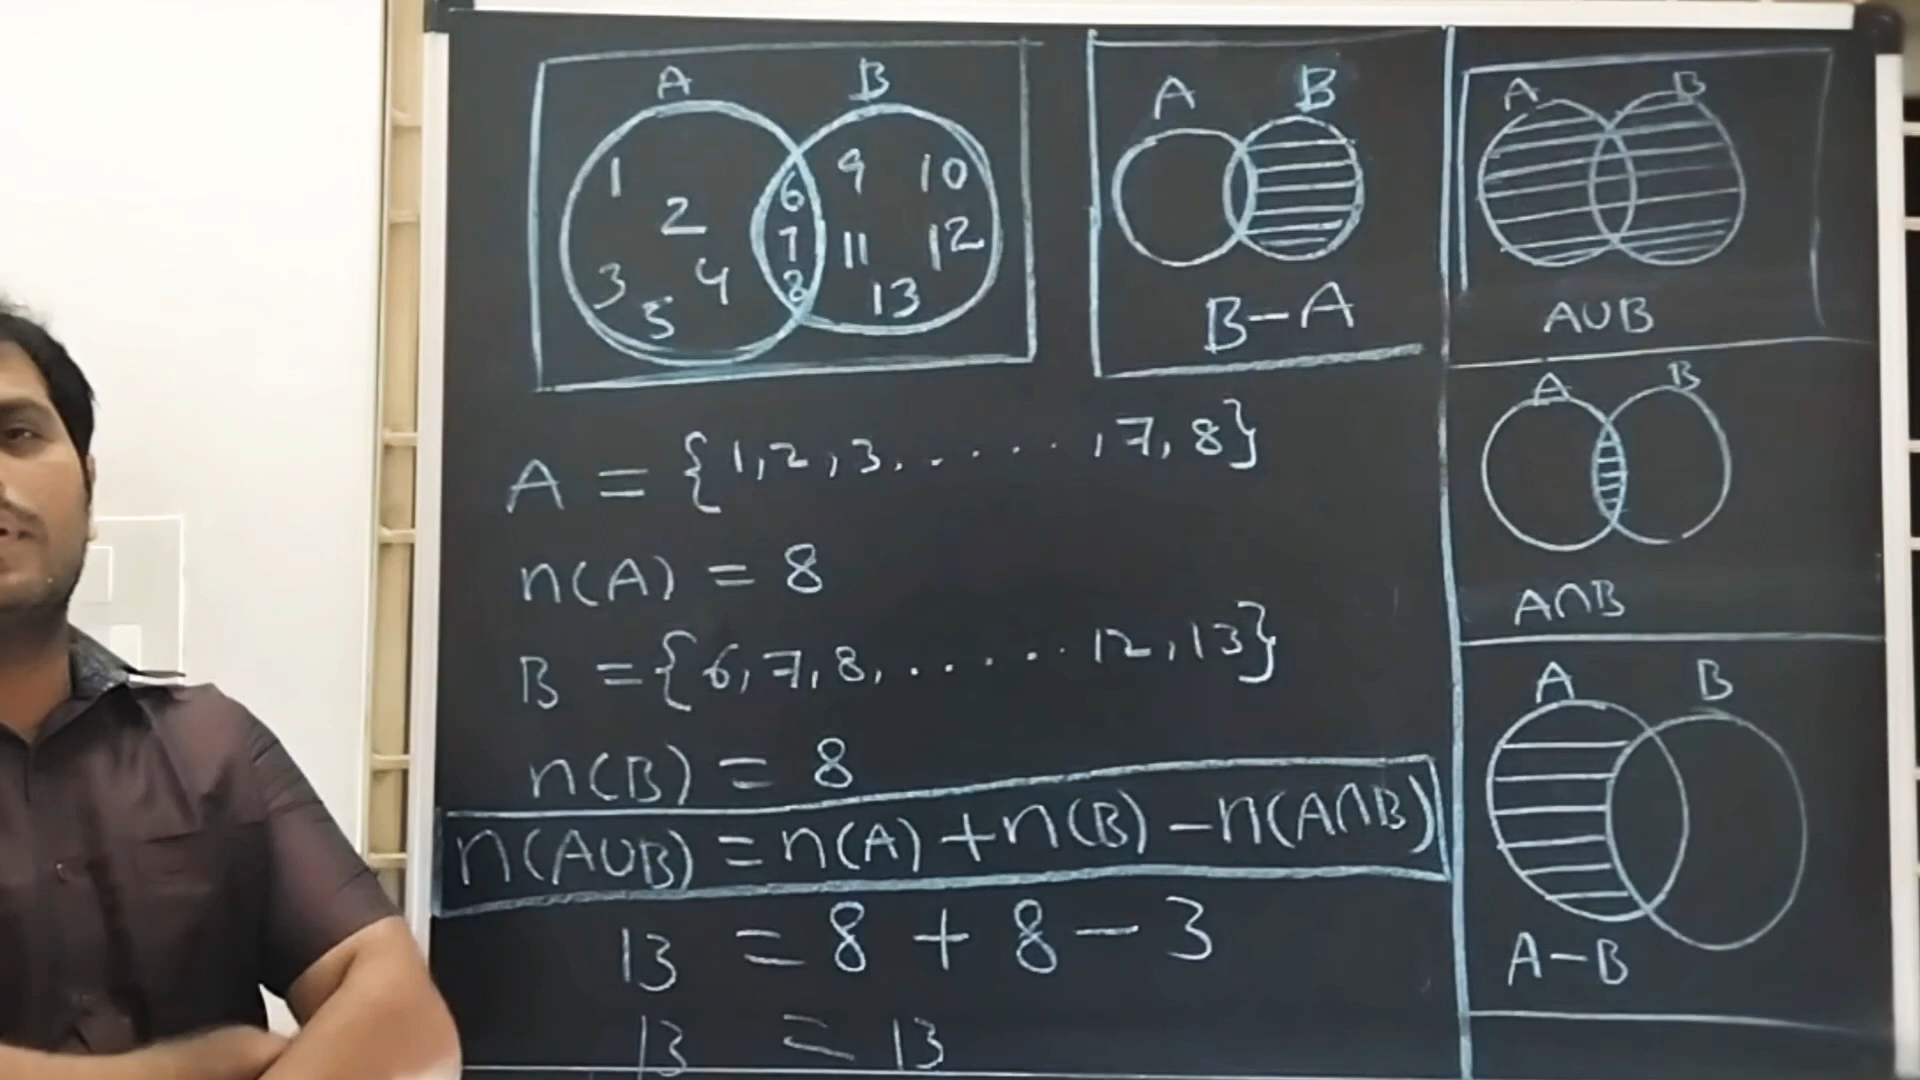 A B
1 2 3 4 5
6 7 8
9 10 11 12 13
A B
B-A
A B
A∪B
A B
A∩B
A B
A-B
A = {1,2,3.....,7,8}
n(A) = 8
B = {6,7,8,.....12,13}
n(B) = 8
n(A∪B) = n(A) + n(B) - n(A∩B)
13 = 8 + 8 - 3
13 = 13